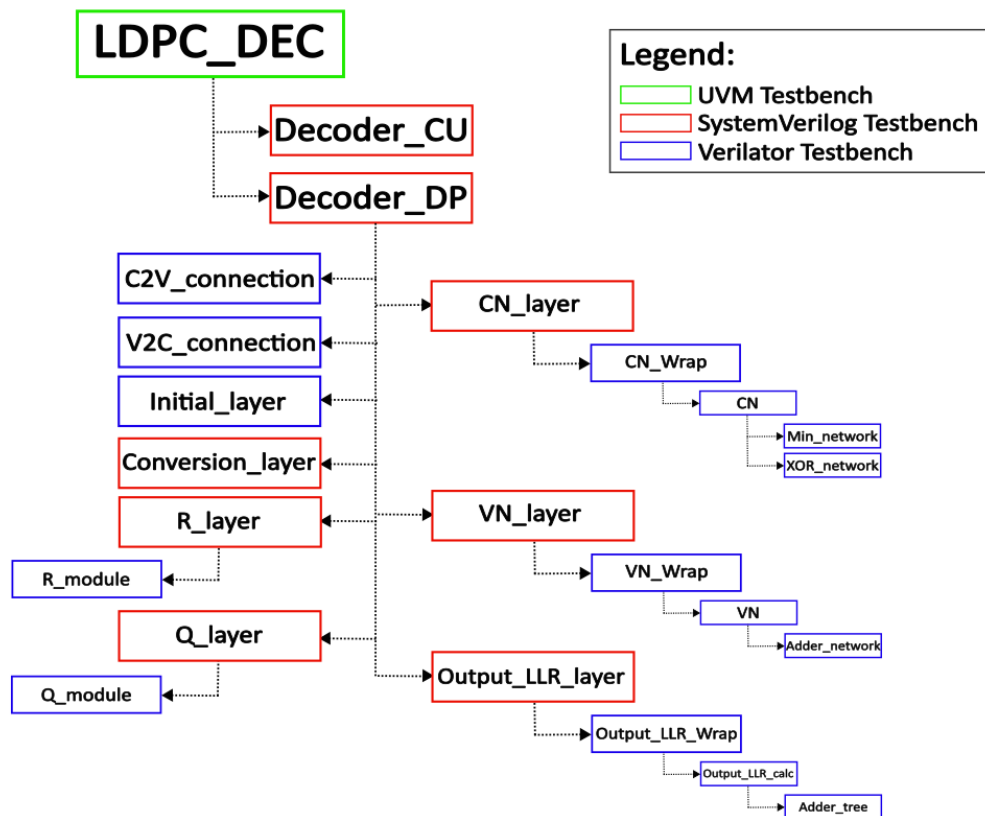 LDPC_DEC
Legend:
UVM Testbench
SystemVerilog Testbench
Verilator Testbench
Decoder_CU
Decoder_DP
C2V_connection
V2C_connection
Initial_layer
Conversion_layer
R_layer
R_module
Q_layer
Q_module
CN_layer
CN_Wrap
CN
Min_network
XOR_network
VN_layer
VN_Wrap
VN
Adder_network
Output_LLR_layer
Output_LLR_Wrap
Output_LLR_calc
Adder_tree